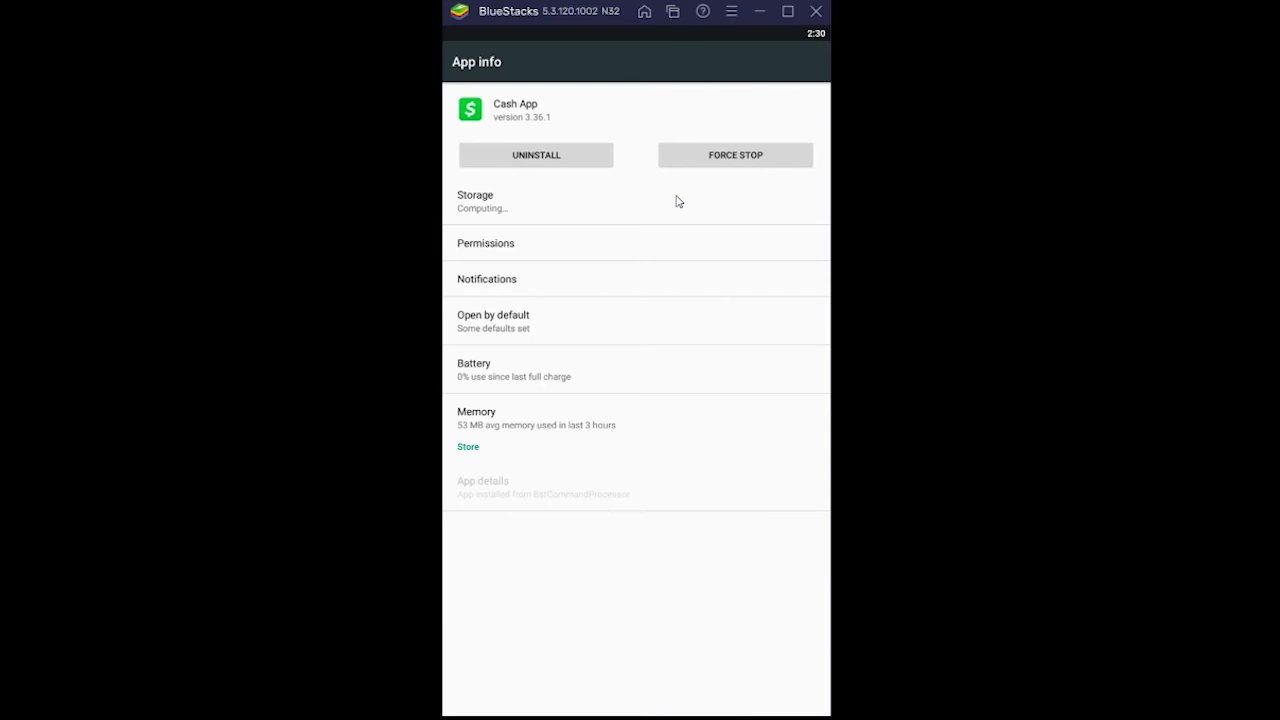 BlueStacks 5.3.120.1002 N32
2:30
App info
$
Cash App
version 3.36.1
UNINSTALL
FORCE STOP
Storage
Computing…
Permissions
Notifications
Open by default
Some defaults set
Battery
0% use since last full charge
Memory
53 MB avg memory used in last 3 hours
Store
App details
App installed from BstCommandProcessor